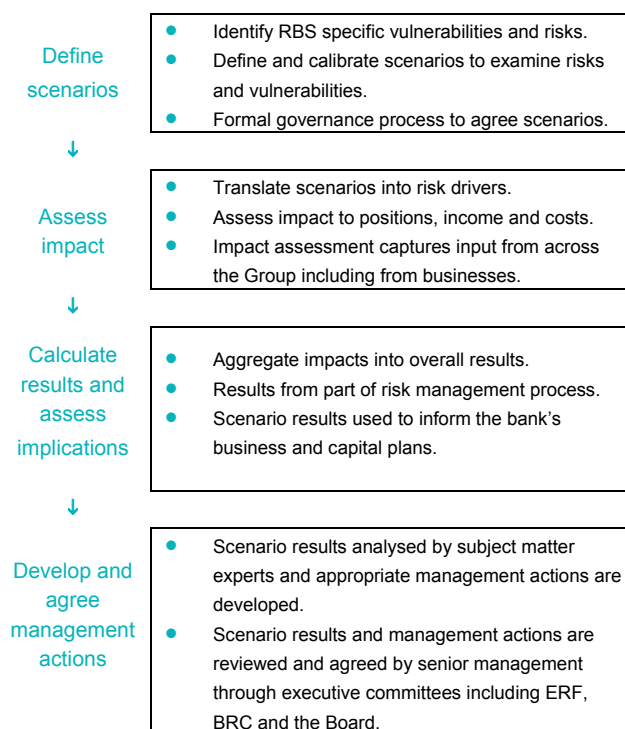 Define
scenarios
● Identify RBS specific vulnerabilities and risks.
● Define and calibrate scenarios to examine risks
and vulnerabilities.
● Formal governance process to agree scenarios.
↓
Assess
impact
● Translate scenarios into risk drivers.
● Assess impact to positions, income and costs.
● Impact assessment captures input from across
the Group including from businesses.
↓
Calculate
results and
assess
implications
● Aggregate impacts into overall results.
● Results from part of risk management process.
● Scenario results used to inform the bank’s
business and capital plans.
↓
Develop and
agree
management
actions
● Scenario results analysed by subject matter
experts and appropriate management actions are
developed.
● Scenario results and management actions are
reviewed and agreed by senior management
through executive committees including ERF,
BRC and the Board.